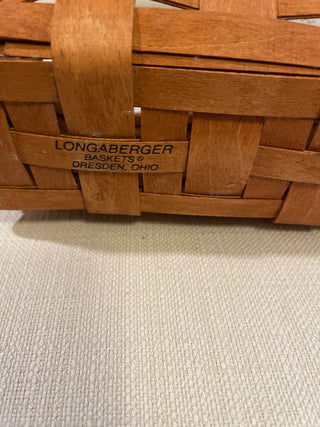 LONGABERGER
BASKETS®
DRESDEN, OHIO